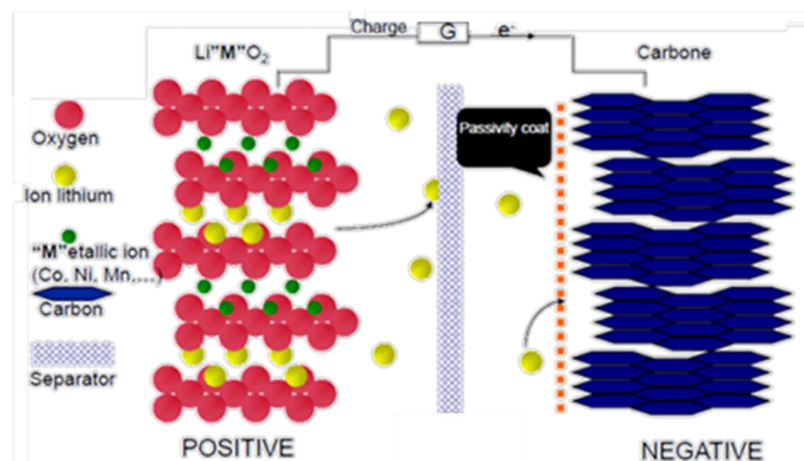 Charge G e⁻
Li"M"O₂
Carbone
Oxygen
Passivity coat
Ion lithium
"M"etallic ion
(Co, Ni, Mn,...)
Carbon
Separator
POSITIVE
NEGATIVE